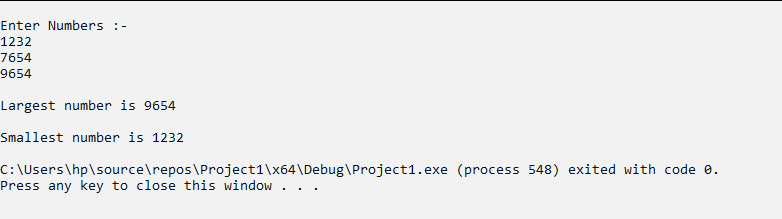 Enter Numbers :-
1232
7654
9654
Largest number is 9654
Smallest number is 1232
C:\Users\hp\source\repos\Project1\x64\Debug\Project1.exe (process 548) exited with code 0.
Press any key to close this window . . .